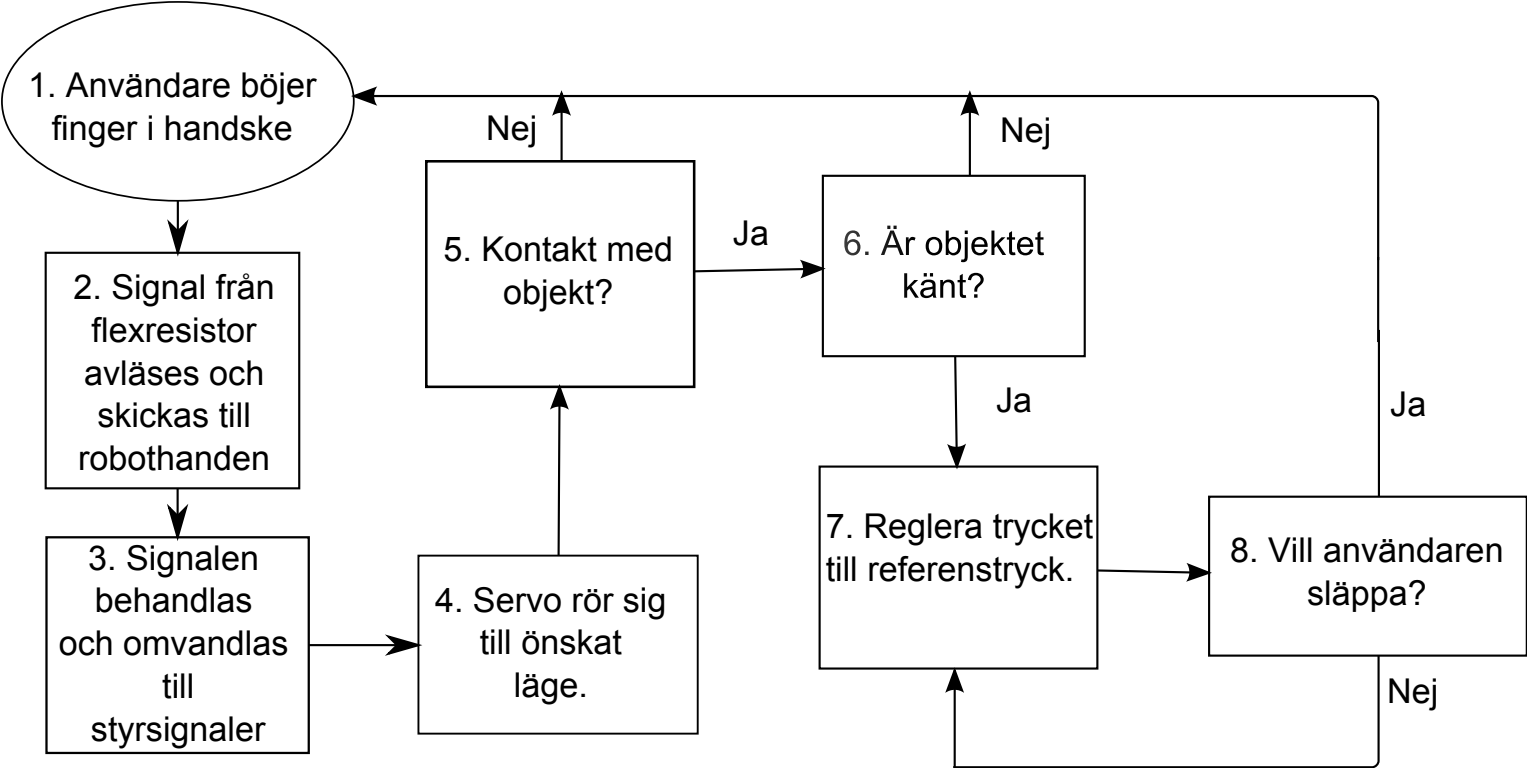 1. Användare böjer
finger i handske
2. Signal från
flexresistor
avläses och
skickas till
robothanden
3. Signalen
behandlas
och omvandlas
till
styrsignaler
4. Servo rör sig
till önskat
läge.
Nej
5. Kontakt med
objekt?
Ja
Nej
6. Är objektet
känt?
Ja
7. Reglera trycket
till referenstryck.
Ja
8. Vill användaren
släppa?
Nej